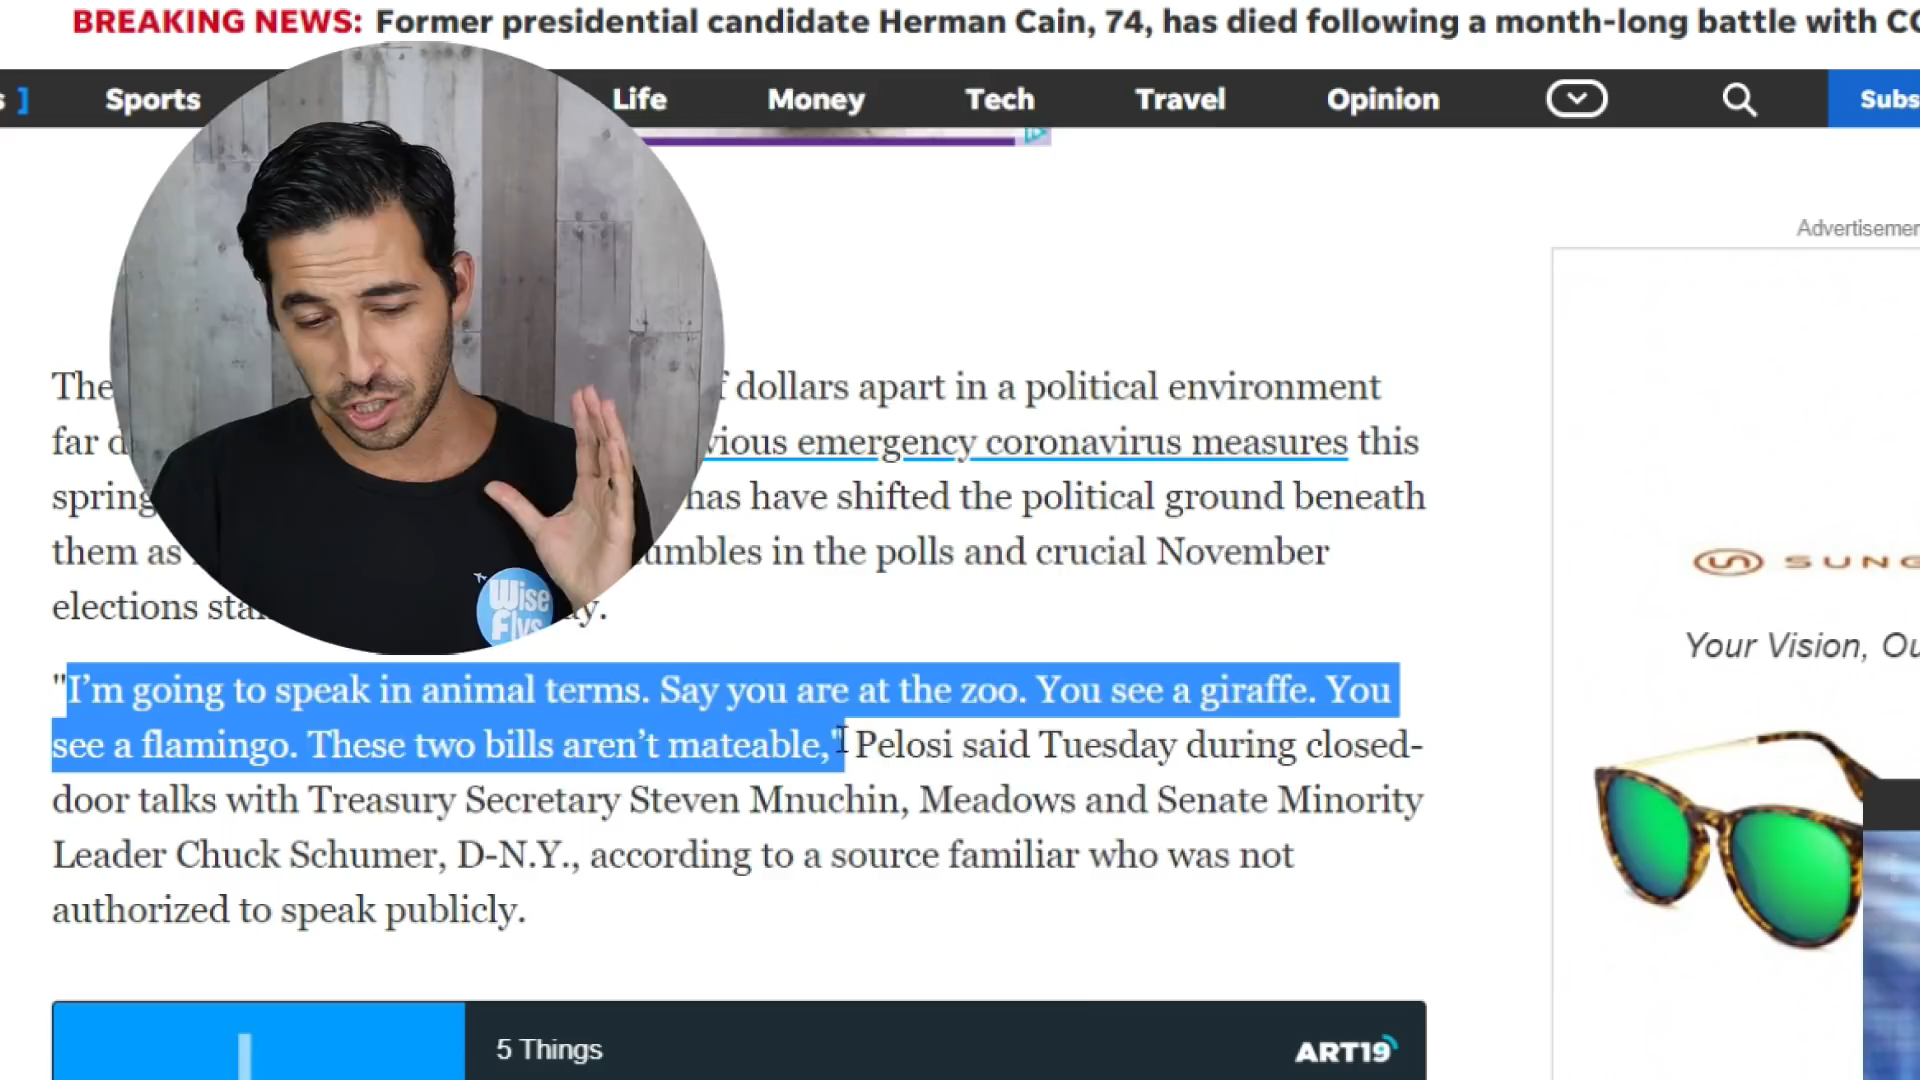 BREAKING NEWS: Former presidential candidate Herman Cain, 74, has died following a month-long battle with CO
s ] Sports Life Money Tech Travel Opinion Subs
Advertisemen
The f dollars apart in a political environment
far d vious emergency coronavirus measures this
spring has have shifted the political ground beneath
them as umbles in the polls and crucial November
elections sta y.
Wise
Flys
SUNG
Your Vision, Ou
"I'm going to speak in animal terms. Say you are at the zoo. You see a giraffe. You
see a flamingo. These two bills aren't mateable," Pelosi said Tuesday during closed-
door talks with Treasury Secretary Steven Mnuchin, Meadows and Senate Minority
Leader Chuck Schumer, D-N.Y., according to a source familiar who was not
authorized to speak publicly.
5 Things
ART19